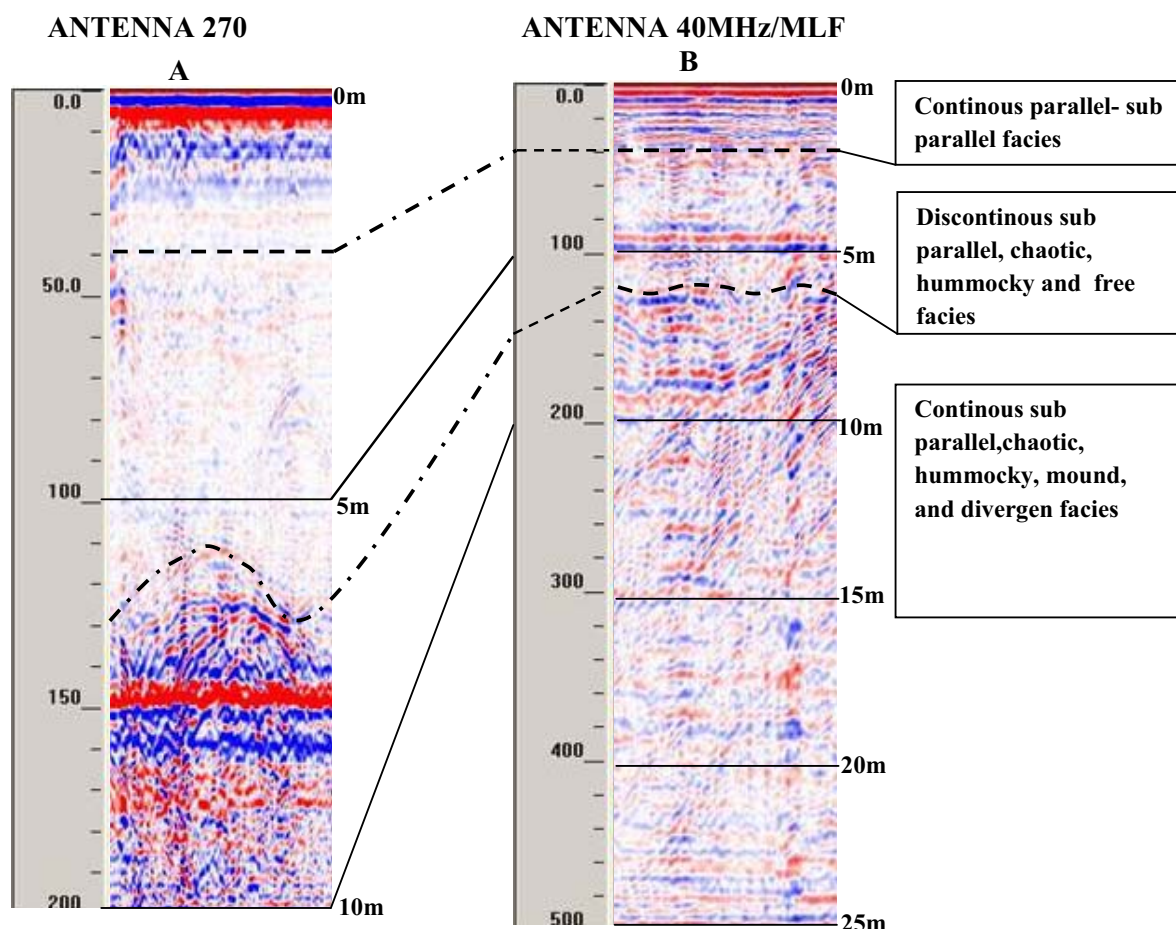 ANTENNA 270
A
0.0
50.0
100
150
200
0m
5m
10m
ANTENNA 40MHz/MLF
B
0.0
100
200
300
400
500
0m
5m
10m
15m
20m
25m
Continous parallel- sub
parallel facies
Discontinous sub
parallel, chaotic,
hummocky and free
facies
Continous sub
parallel,chaotic,
hummocky, mound,
and divergen facies